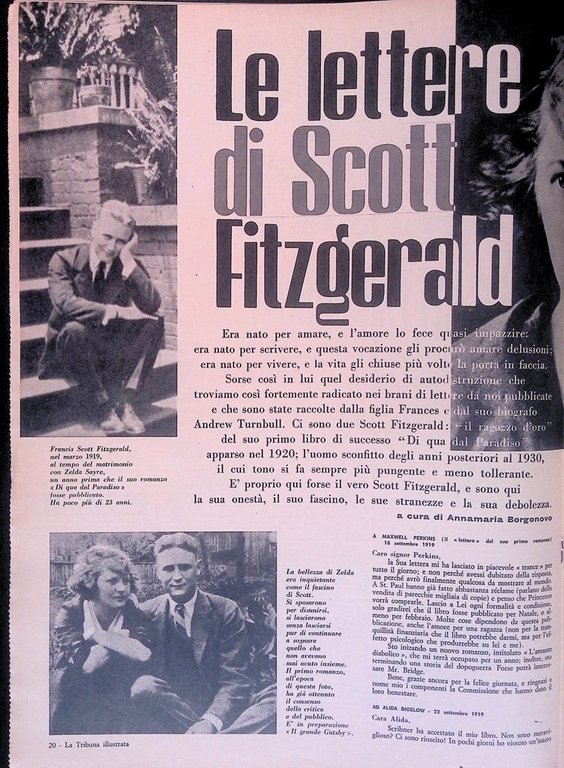 Le lettere
di Scott
Fitzgerald
Era nato per amare, e l'amore lo fece quasi impazzire:
era nato per scrivere, e questa vocazione gli procurò amare delusioni;
era nato per vivere, e la vita gli chiuse più volte la porta in faccia.
Sorse così in lui quel desiderio di autodistruzione che
troviamo così fortemente radicato nei brani di lettere da noi pubblicate
e che sono state raccolte dalla figlia Frances e dal suo biografo
Andrew Turnbull. Ci sono due Scott Fitzgerald: "il ragazzo d'oro"
del suo primo libro di successo "Di qua dal Paradiso"
apparso nel 1920; l'uomo sconfitto degli anni posteriori al 1930,
il cui tono si fa sempre più pungente e meno tollerante.
E' proprio qui forse il vero Scott Fitzgerald, e sono qui
la sua onestà, il suo fascino, le sue stranezze e la sua debolezza.
a cura di Annamaria Borgonovo
Francis Scott Fitzgerald,
nel marzo 1919,
al tempo del matrimonio
con Zelda Sayra,
un anno prima che il suo romanzo
«Di qua dal Paradiso»
fosse pubblicato.
Ha poco più di 23 anni.
La bellezza di Zelda
era inquietante
come il fascino
di Scott.
Si sposarono
per disunirsi,
si lasciarono
senza lasciarsi
pur di continuare
a sognare
quello che
non avevano
mai avuto insieme.
Il primo romanzo,
all'epoca
di questa foto,
ha già ottenuto
il consenso
della critica
e del pubblico.
E' in preparazione
«Il grande Gatsby».
A MAXWELL PERKINS (il «lettore» del suo primo romanzo)
18 settembre 1919
Caro signor Perkins,
la Sua lettera mi ha lasciato in piacevole «trance» per
tutto il giorno; e non perché avessi dubitato della risposta,
ma perché avrò finalmente qualcosa da mostrare al mondo.
A St. Paul hanno già fatto abbastanza réclame (parlano della
vendita di parecchie migliaia di copie) e penso che Princeton
vorrà comprarle. Lascio a Lei ogni formalità e condizione,
solo gradirei che il libro fosse pubblicato per Natale, o al-
meno per febbraio. Molte cose dipendono da questa pub-
blicazione, anche l'amore per una ragazza (non per la tran-
quillità finanziaria che il libro potrebbe darmi, ma per l'ef-
fetto psicologico che produrrebbe su lei e me).
Sto iniziando un nuovo romanzo, intitolato «L'amante
diabolico», che mi terrà occupato per un anno; inoltre, sto
terminando una storia del dopoguerra. Forse potrà interes-
sare Mr. Bridge.
Bene, grazie ancora per la felice giornata, e ringrazi a
nome mio i componenti la Commissione che hanno dato il
loro benestare.
AD ALIDA BIGELOW - 22 settembre 1919
Cara Alida,
Scribner ha accettato il mio libro. Non sono meravi-
glioso? Ci sono riuscito! In pochi giorni ho vissuto un'intera
20 - La Tribuna illustrata